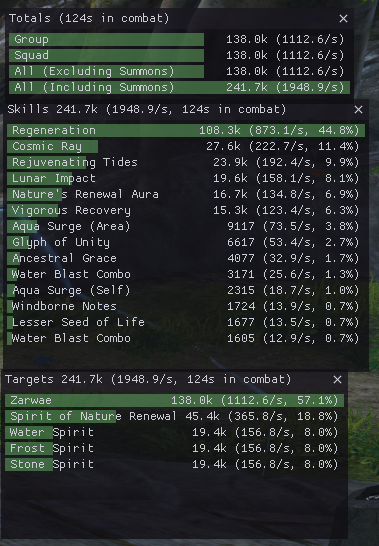 Totals (124s in combat)
Group 138.0k (1112.6/s)
Squad 138.0k (1112.6/s)
All (Excluding Summons) 138.0k (1112.6/s)
All (Including Summons) 241.7k (1948.9/s)
Skills 241.7k (1948.9/s, 124s in combat)
Regeneration 108.3k (873.1/s, 44.8%)
Cosmic Ray 27.6k (222.7/s, 11.4%)
Rejuvenating Tides 23.9k (192.4/s, 9.9%)
Lunar Impact 19.6k (158.1/s, 8.1%)
Nature's Renewal Aura 16.7k (134.8/s, 6.9%)
Vigorous Recovery 15.3k (123.4/s, 6.3%)
Aqua Surge (Area) 9117 (73.5/s, 3.8%)
Glyph of Unity 6617 (53.4/s, 2.7%)
Ancestral Grace 4077 (32.9/s, 1.7%)
Water Blast Combo 3171 (25.6/s, 1.3%)
Aqua Surge (Self) 2315 (18.7/s, 1.0%)
Windborne Notes 1724 (13.9/s, 0.7%)
Lesser Seed of Life 1677 (13.5/s, 0.7%)
Water Blast Combo 1605 (12.9/s, 0.7%)
Targets 241.7k (1948.9/s, 124s in combat)
Zarwae 138.0k (1112.6/s, 57.1%)
Spirit of Nature Renewal 45.4k (365.8/s, 18.8%)
Water Spirit 19.4k (156.8/s, 8.0%)
Frost Spirit 19.4k (156.8/s, 8.0%)
Stone Spirit 19.4k (156.8/s, 8.0%)